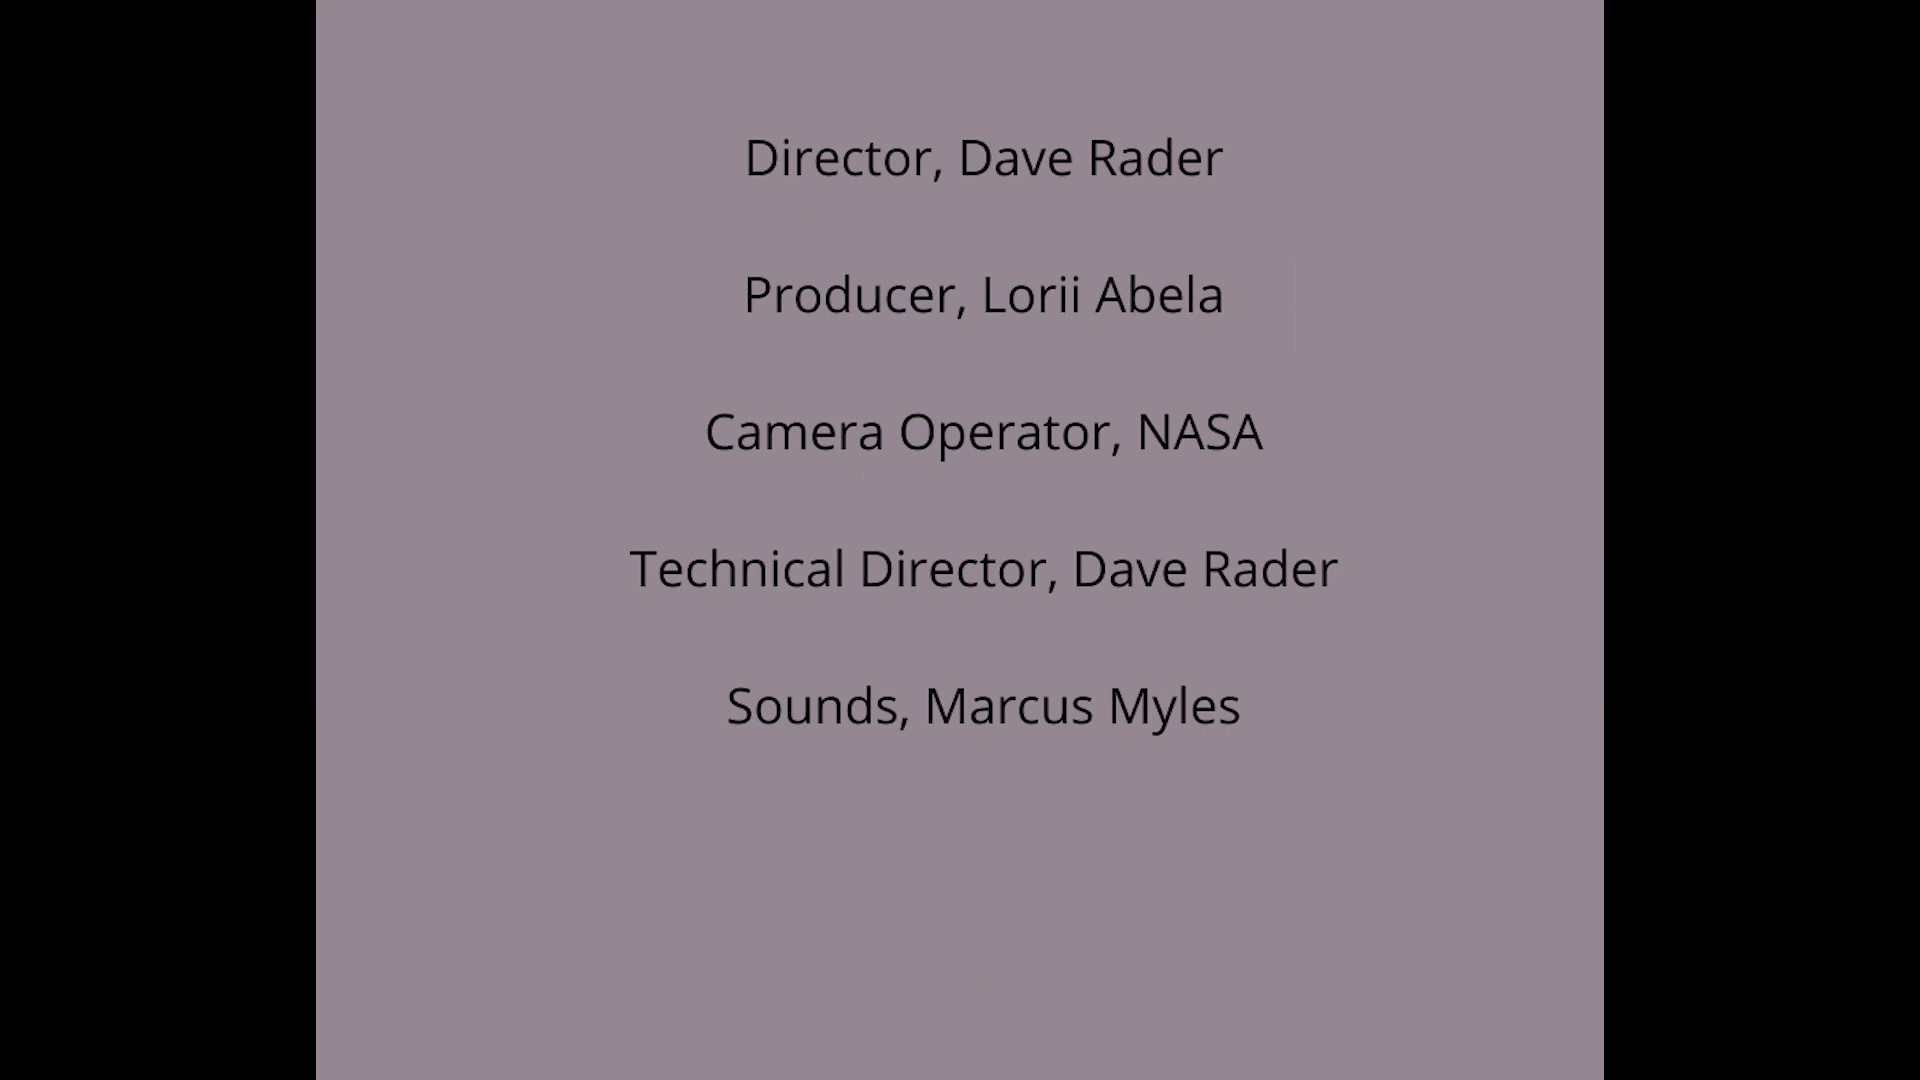 Director, Dave Rader
Producer, Lorii Abela
Camera Operator, NASA
Technical Director, Dave Rader
Sounds, Marcus Myles